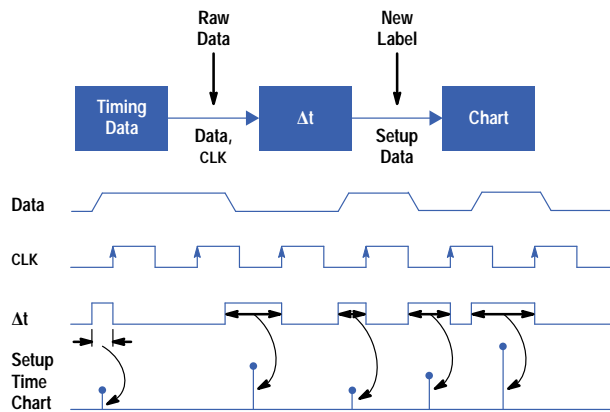 Raw
Data
New
Label
Timing
Data
Δt
Chart
Data,
CLK
Setup
Data
Data
CLK
Δt
Setup
Time
Chart